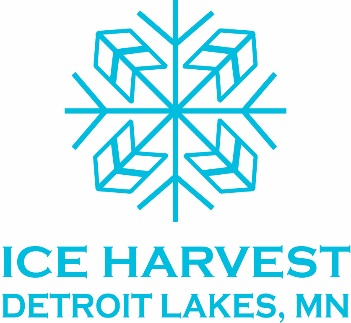 ICE HARVEST
DETROIT LAKES, MN